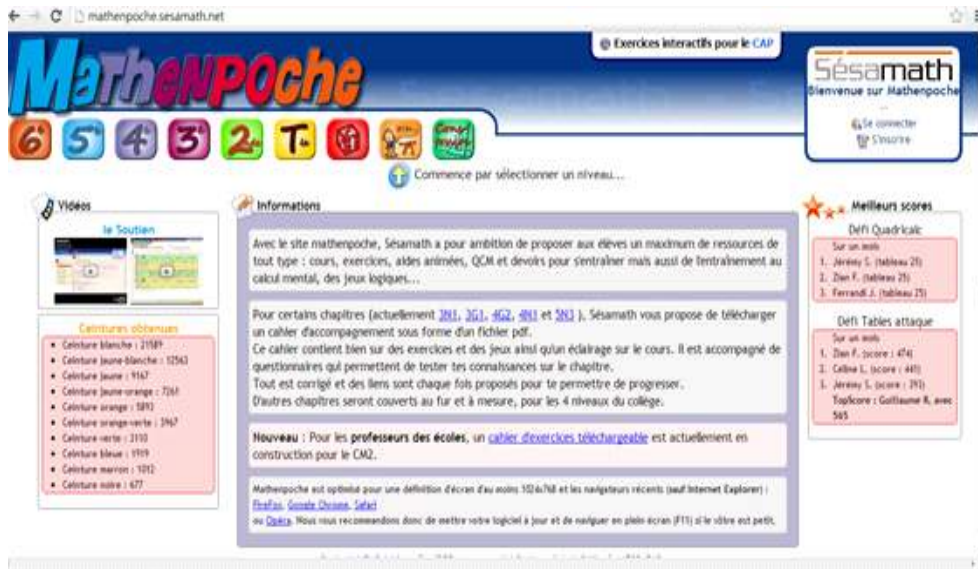 mathenpoche.sesamath.net
Mathenpoche
Exercices interactifs pour le CAP
Sésamath
Bienvenue sur Mathenpoche
...
Se connecter
S'inscrire
6e 5e 4e 3e 2de
Commence par sélectionner un niveau...
Vidéos
le Soutien
Ceintures obtenues
Ceinture blanche : 21589
Ceinture jaune-blanche : 12563
Ceinture jaune : 9167
Ceinture jaune-orange : 7261
Ceinture orange : 5893
Ceinture orange-verte : 3967
Ceinture verte : 3110
Ceinture bleue : 1919
Ceinture marron : 1012
Ceinture noire : 677
Informations
Avec le site mathenpoche, Sésamath a pour ambition de proposer aux élèves un maximum de ressources de
tout type : cours, exercices, aides animées, QCM et devoirs pour s'entraîner mais aussi de l'entraînement au
calcul mental, des jeux logiques...
Pour certains chapitres (actuellement 3N1, 3G1, 4G2, 4N1 et 5N3 ), Sésamath vous propose de télécharger
un cahier d'accompagnement sous forme d'un fichier pdf.
Ce cahier contient bien sur des exercices et des jeux ainsi qu'un éclairage sur le cours. Il est accompagné de
questionnaires qui permettent de tester tes connaissances sur le chapitre.
Tout est corrigé et des liens sont chaque fois proposés pour te permettre de progresser.
D'autres chapitres seront couverts au fur et à mesure, pour les 4 niveaux du collège.
Nouveau : Pour les professeurs des écoles, un cahier d'exercices téléchargeable est actuellement en
construction pour le CM2.
Mathenpoche est optimisé pour une définition d'écran d'au moins 1024x768 et les navigateurs récents (sauf Internet Explorer) :
FireFox, Google Chrome, Safari
ou Opéra. Nous vous recommandons donc de mettre votre logiciel à jour et de naviguer en plein écran (F11) si le vôtre est petit.
Meilleurs scores
Défi Quadricalc
Sur un mois
1. Jérémy S. (tableau 25)
2. Zian F. (tableau 25)
3. Ferrandi J. (tableau 25)
Défi Tables attaque
Sur un mois
1. Zian F. (score : 474)
2. Céline L. (score : 441)
3. Jérémy S. (score : 393)
TopScore : Guillaume R. avec
565